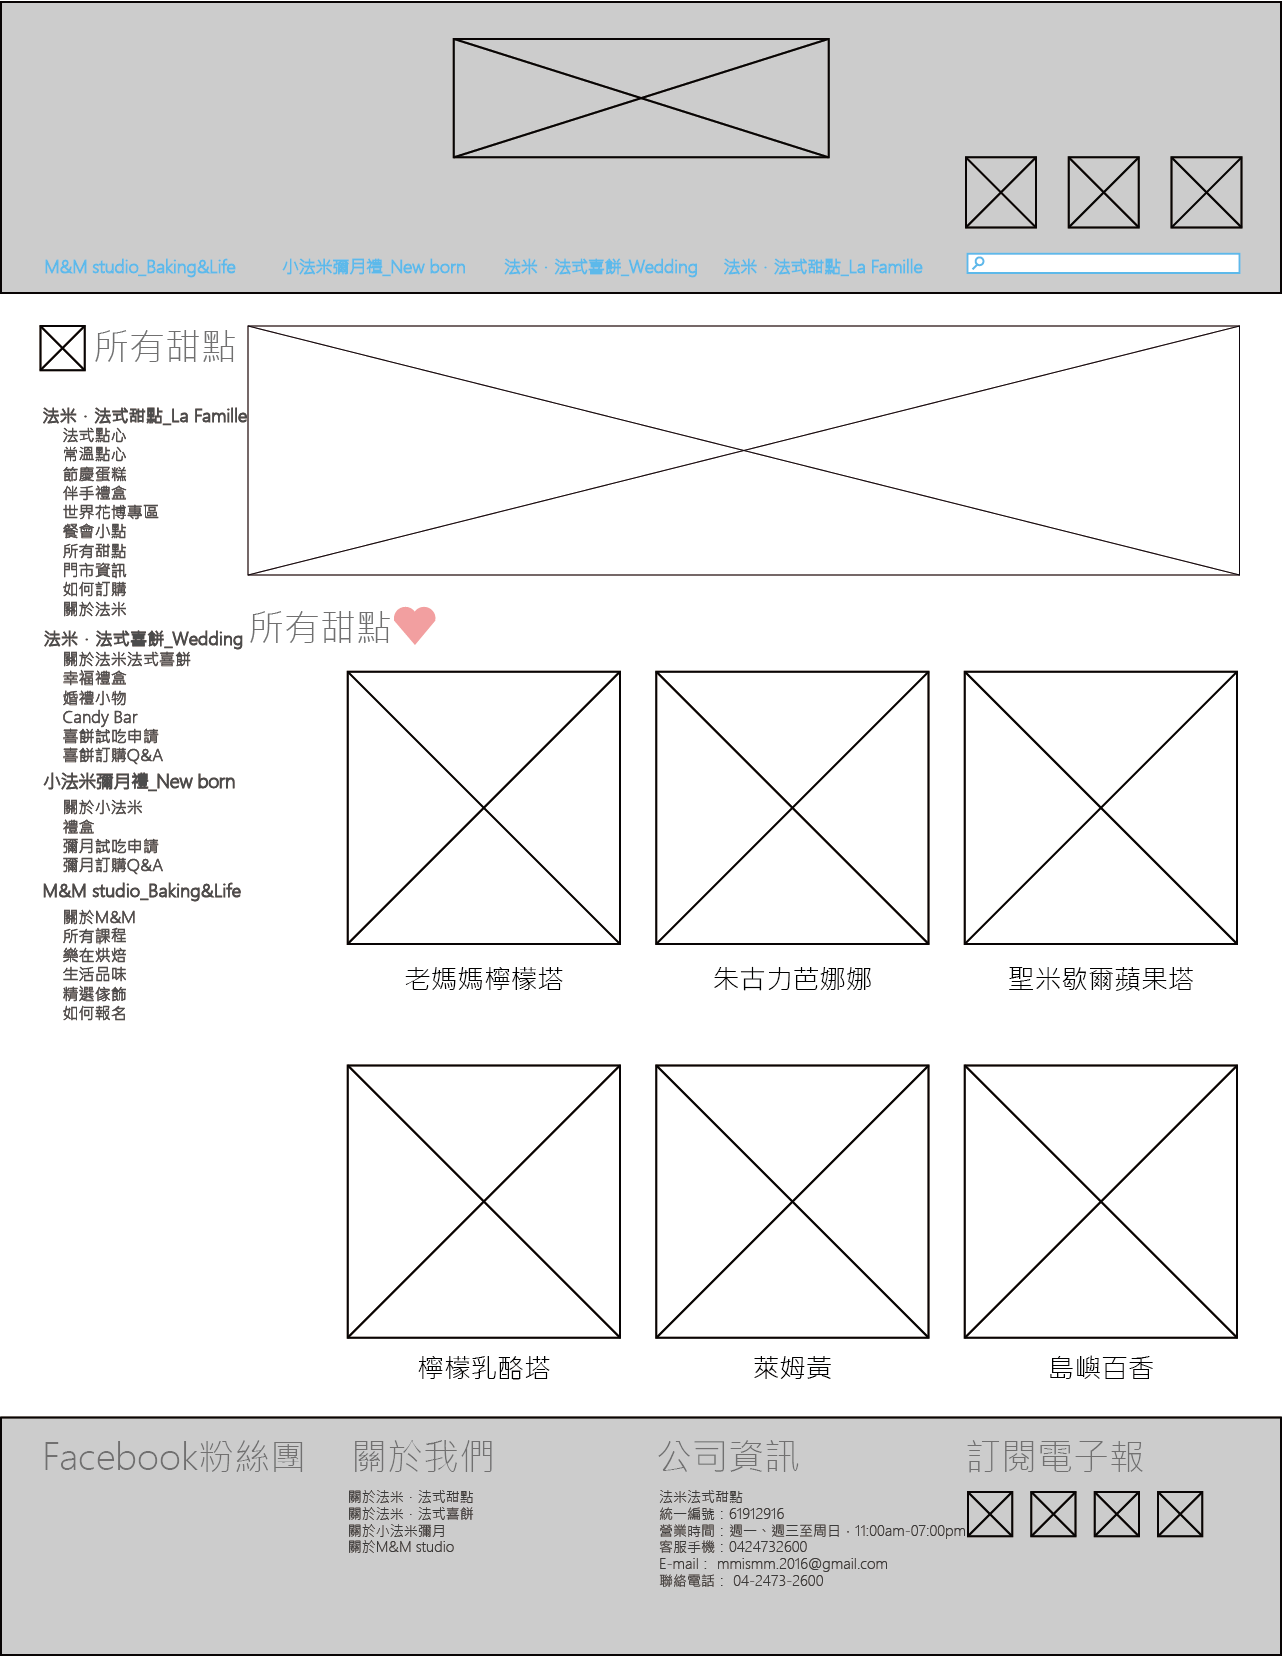 M&M studio_Baking&Life
小法米彌月禮_New born
法米．法式喜餅_Wedding
法米．法式甜點_La Famille
所有甜點
法米．法式甜點_La Famille
法式點心
常溫點心
節慶蛋糕
伴手禮盒
世界花博專區
餐會小點
所有甜點
門市資訊
如何訂購
關於法米
法米．法式喜餅_Wedding
關於法米法式喜餅
幸福禮盒
婚禮小物
Candy Bar
喜餅試吃申請
喜餅訂購Q&A
小法米彌月禮_New born
關於小法米
禮盒
彌月試吃申請
彌月訂購Q&A
M&M studio_Baking&Life
關於M&M
所有課程
樂在烘焙
生活品味
精選傢飾
如何報名
所有甜點
老媽媽檸檬塔
朱古力芭娜娜
聖米歇爾蘋果塔
檸檬乳酪塔
萊姆黃
島嶼百香
Facebook粉絲團
關於我們
關於法米．法式甜點
關於法米．法式喜餅
關於小法米彌月
關於M&M studio
公司資訊
法米法式甜點
統一編號：61912916
營業時間：週一、週三至周日．11:00am-07:00pm
客服手機：0424732600
E-mail： mmismm.2016@gmail.com
聯絡電話： 04-2473-2600
訂閱電子報